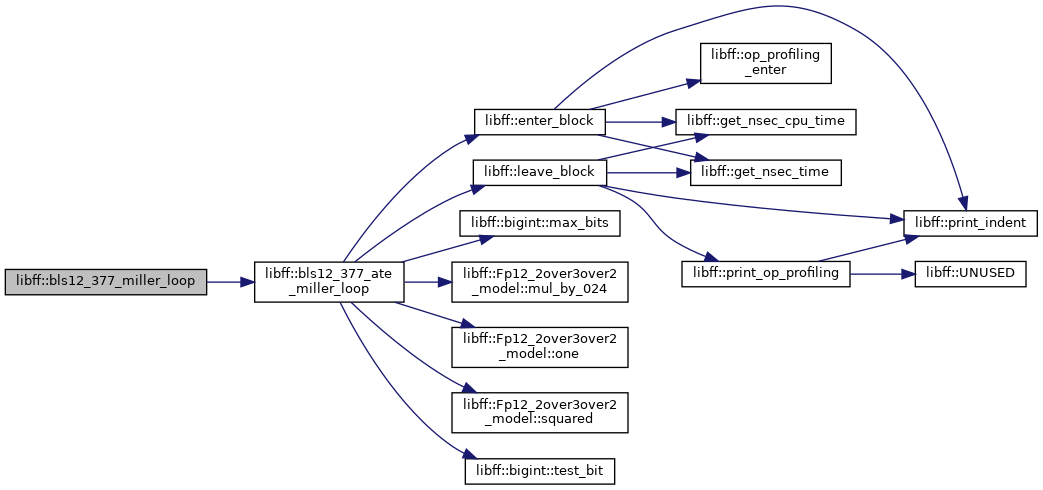 libff::bls12_377_miller_loop
libff::bls12_377_ate
_miller_loop
libff::enter_block
libff::leave_block
libff::bigint::max_bits
libff::Fp12_2over3over2
_model::mul_by_024
libff::Fp12_2over3over2
_model::one
libff::Fp12_2over3over2
_model::squared
libff::bigint::test_bit
libff::op_profiling
_enter
libff::get_nsec_cpu_time
libff::get_nsec_time
libff::print_op_profiling
libff::print_indent
libff::UNUSED